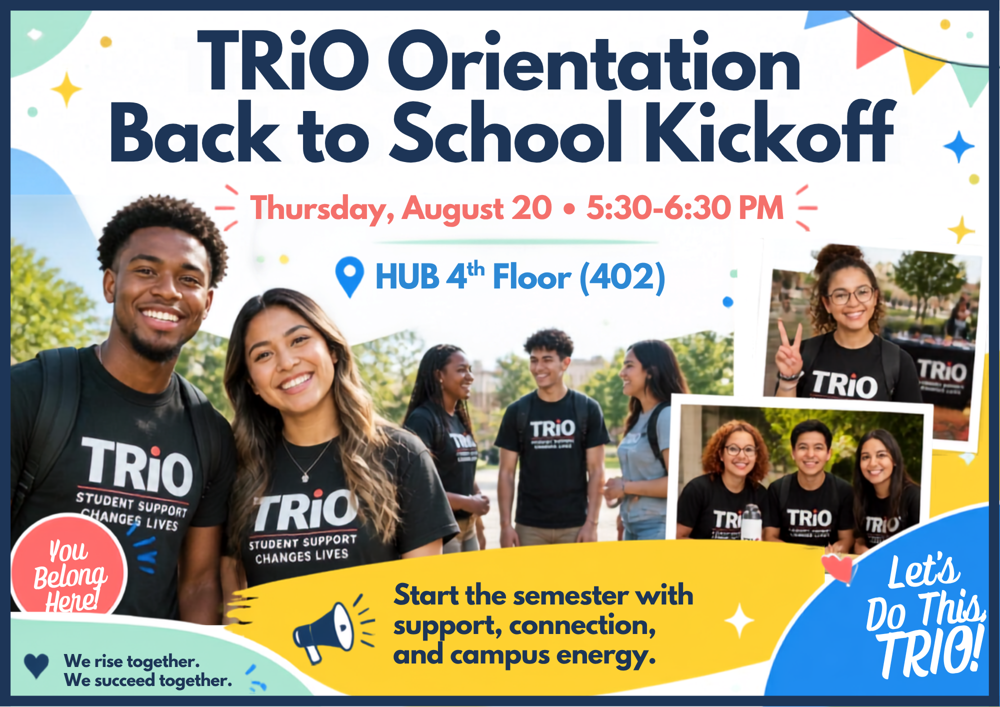 TRiO Orientation
Back to School Kickoff
Thursday, August 20 • 5:30-6:30 PM
HUB 4th Floor (402)
TRiO
STUDENT SUPPORT
CHANGES LIVES
TRiO
STUDENT SUPPORT
CHANGES LIVES
TRiO
TRiO
TRiO
TRiO
TRiO
TRiO
You
Belong
Here!
Start the semester with
support, connection,
and campus energy.
Let's
Do This,
TRIO!
We rise together.
We succeed together.